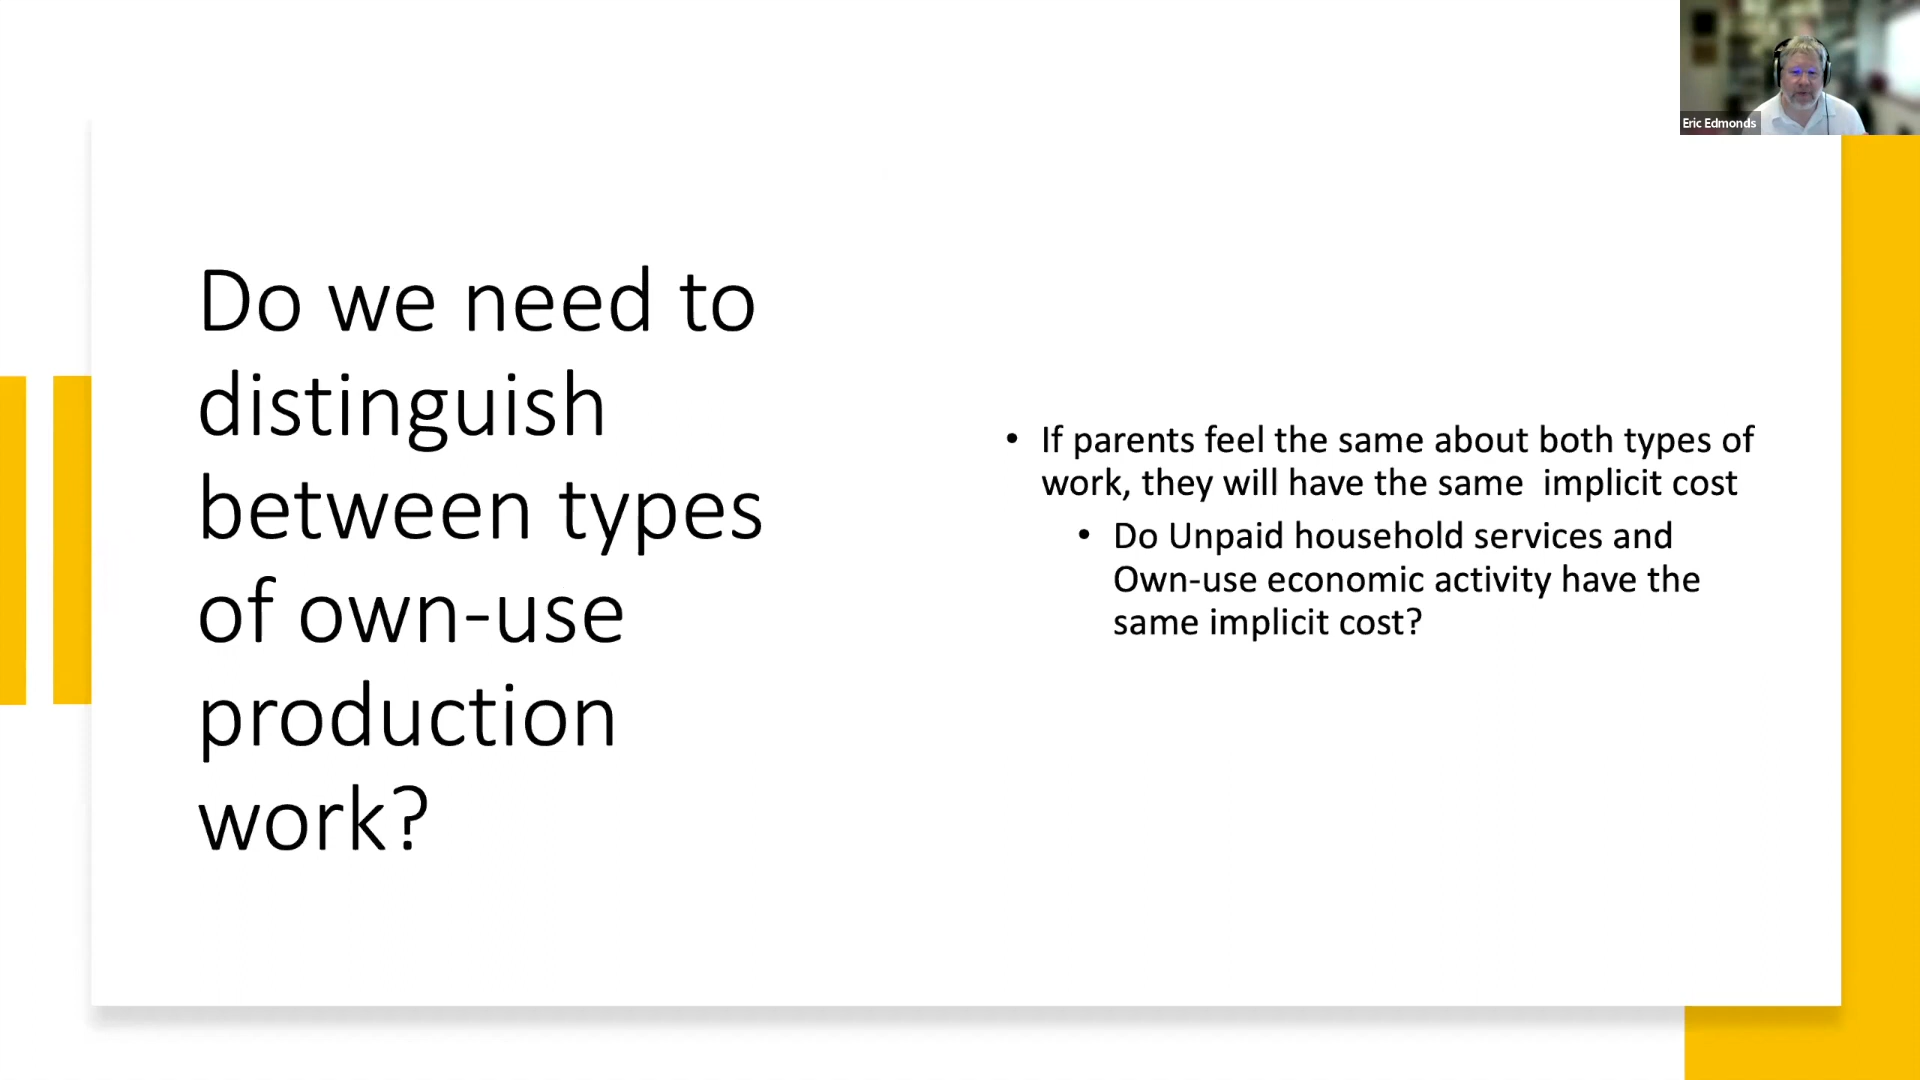 Eric Edmonds
Do we need to
distinguish
between types
of own-use
production
work?
• If parents feel the same about both types of
work, they will have the same  implicit cost
• Do Unpaid household services and
Own-use economic activity have the
same implicit cost?